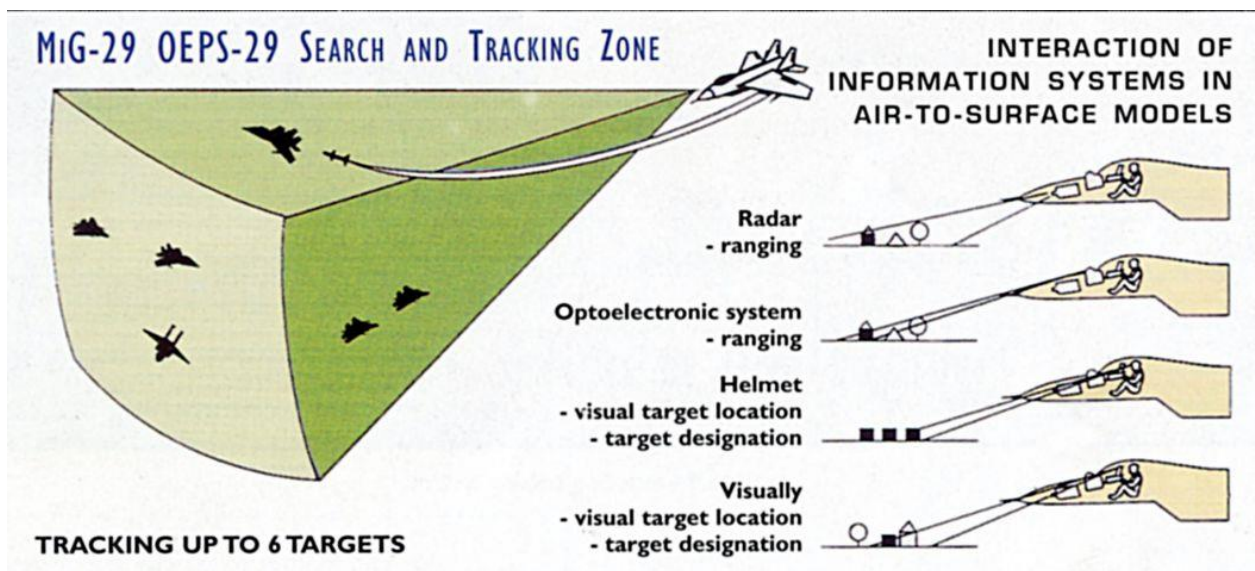 MiG-29 OEPS-29 SEARCH AND TRACKING ZONE
INTERACTION OF
INFORMATION SYSTEMS IN
AIR-TO-SURFACE MODELS
Radar
- ranging
Optoelectronic system
- ranging
Helmet
- visual target location
- target designation
Visually
- visual target location
- target designation
TRACKING UP TO 6 TARGETS